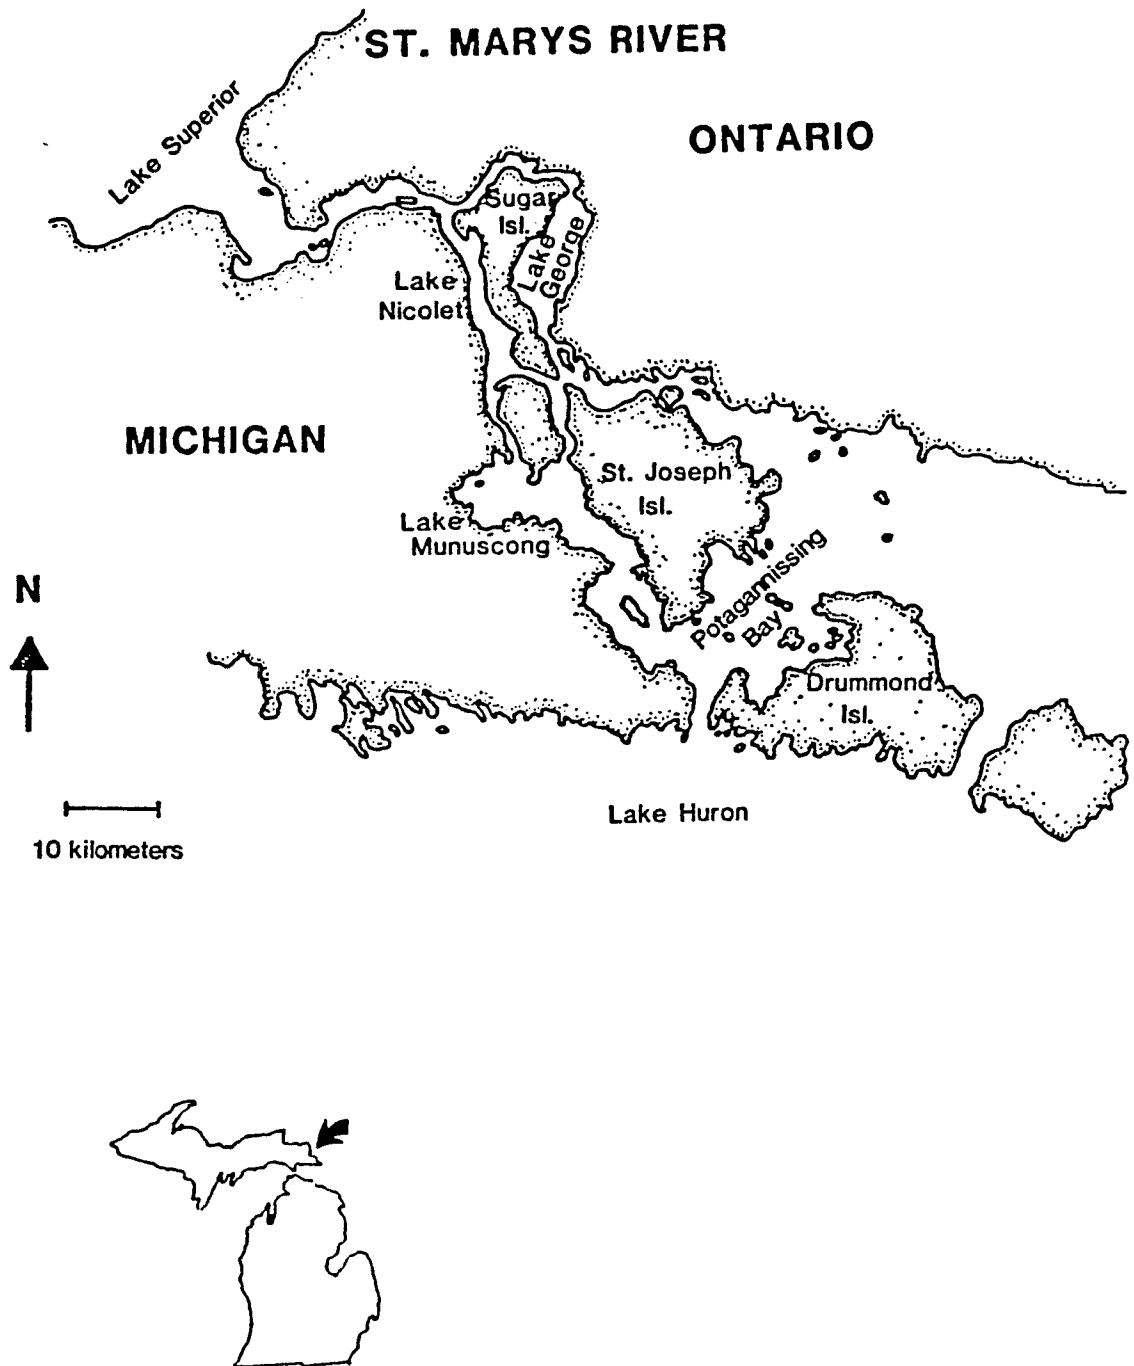 ST. MARYS RIVER
Lake Superior
ONTARIO
Sugar
Isl.
Lake
George
Lake
Nicolet
MICHIGAN
St. Joseph
Isl.
Lake
Munuscong
Potagannissing
Bay
N
Drummond
Isl.
Lake Huron
10 kilometers